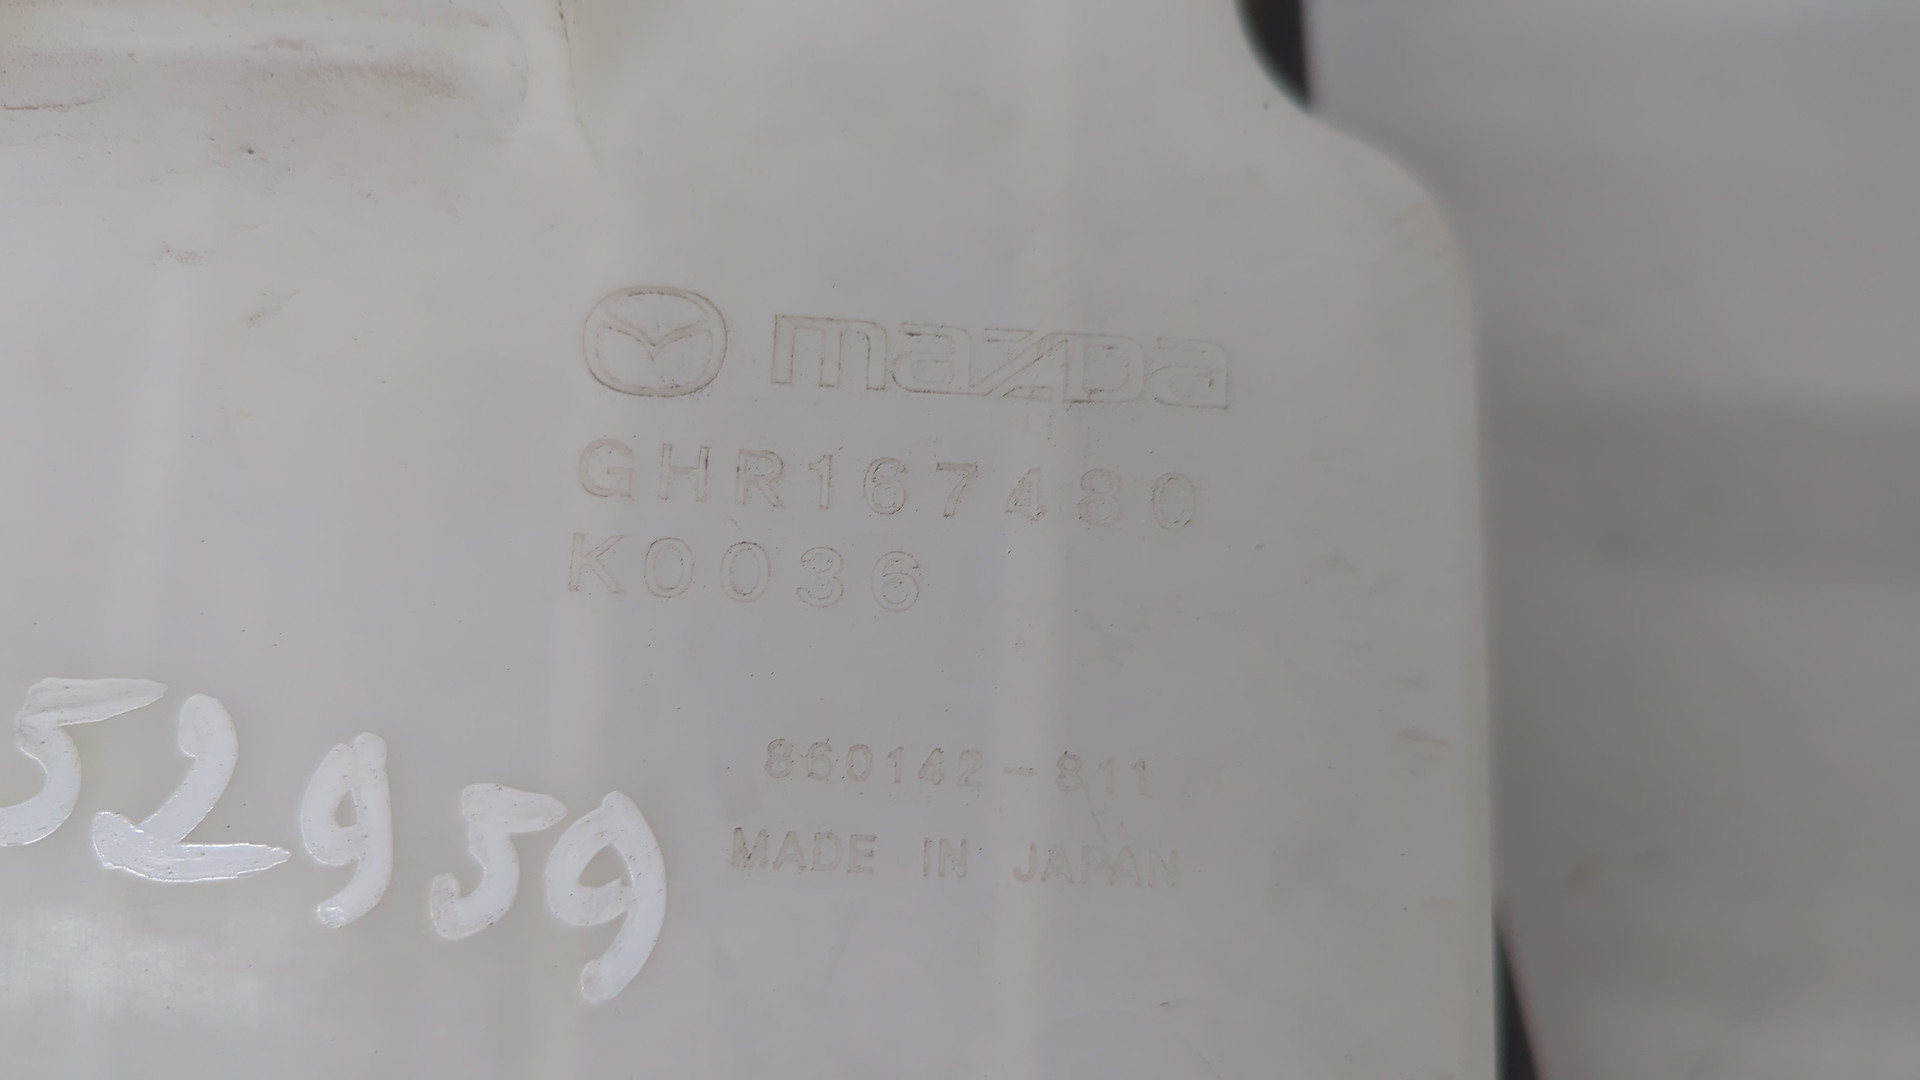 mazda
GHR167480
K0036
52959
860142-811
MADE IN JAPAN